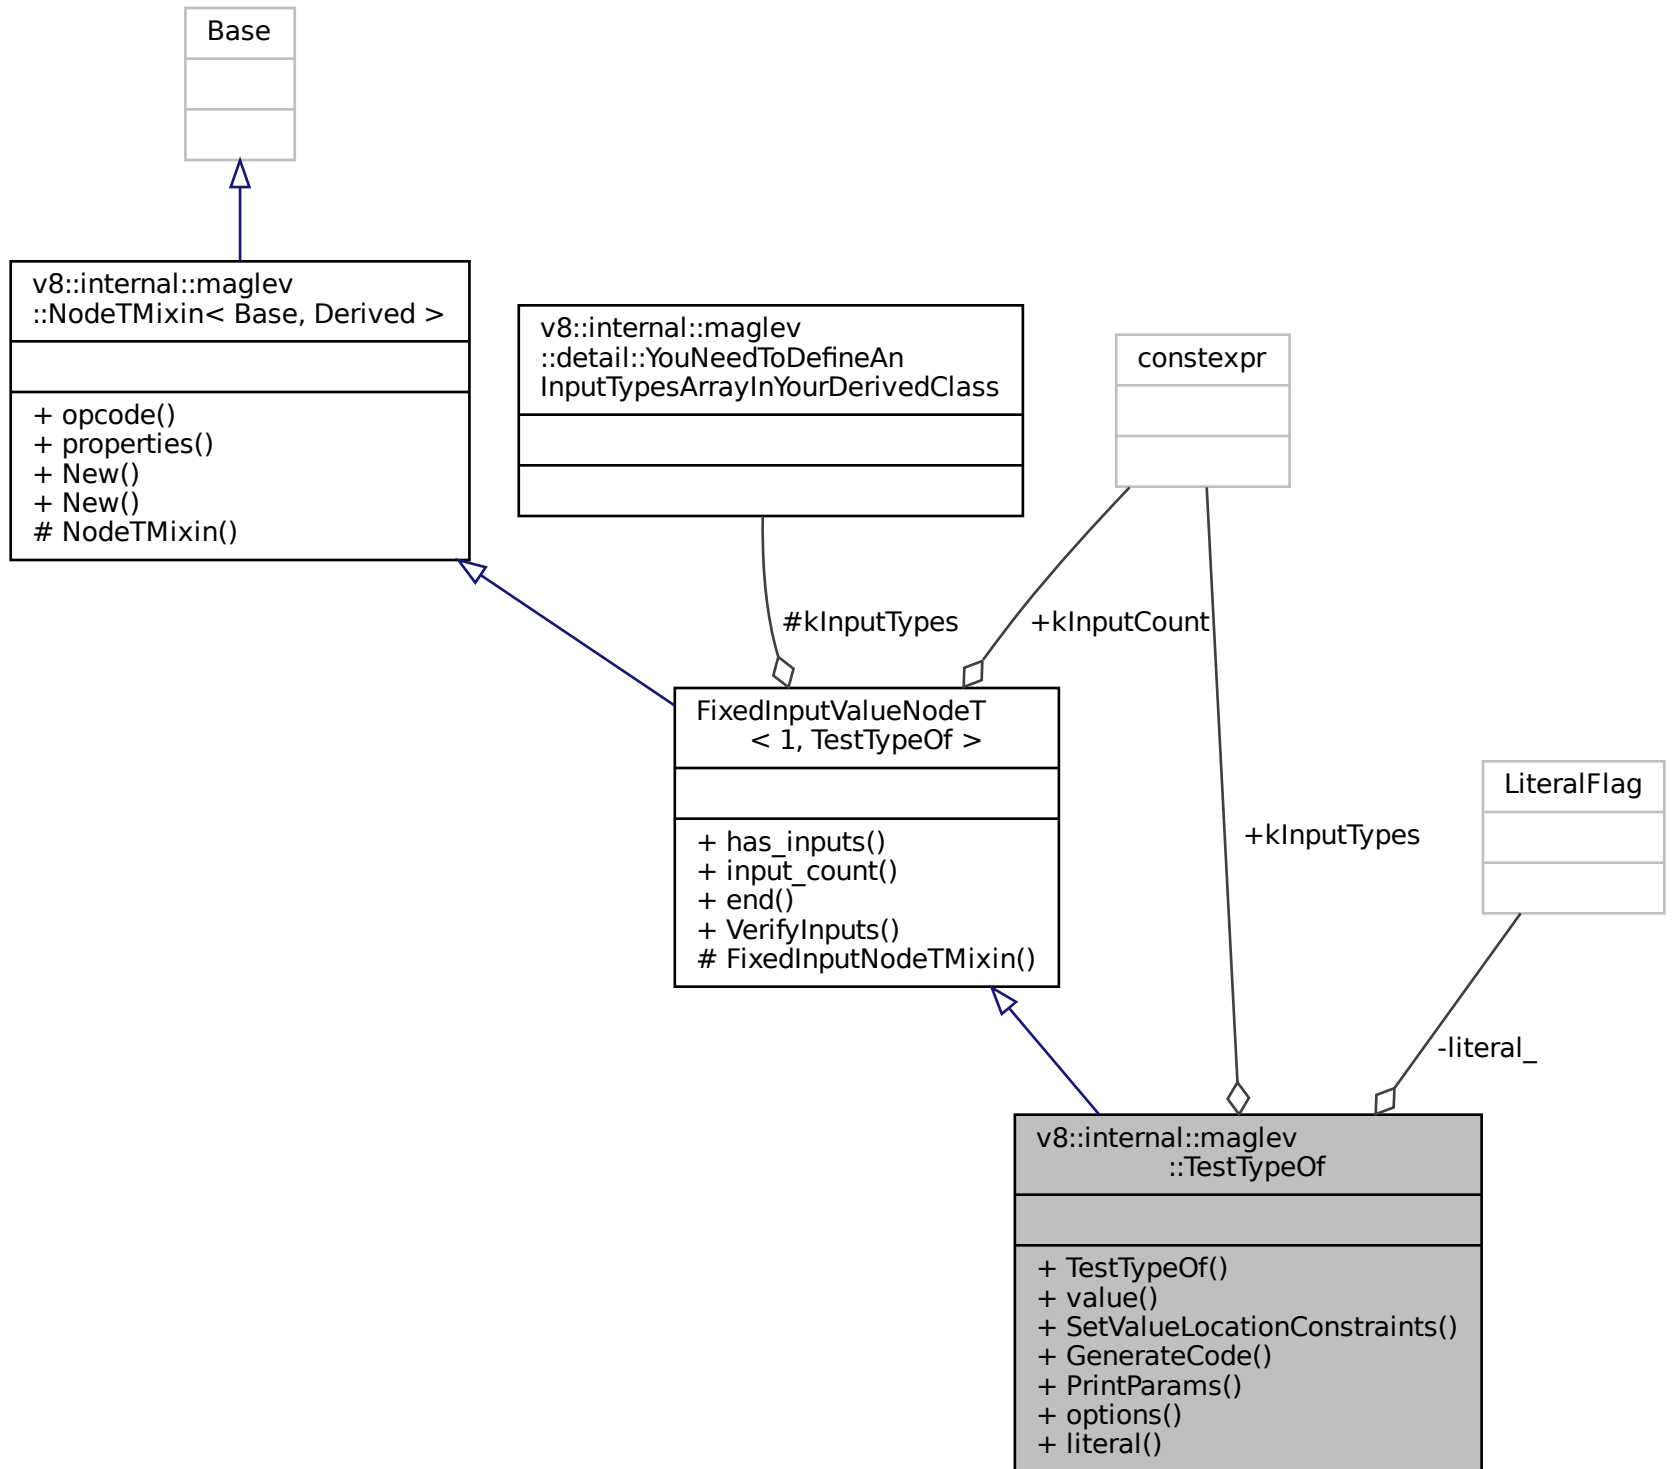 Base
v8::internal::maglev
::NodeTMixin< Base, Derived >
+ opcode()
+ properties()
+ New()
+ New()
# NodeTMixin()
v8::internal::maglev
::detail::YouNeedToDefineAn
InputTypesArrayInYourDerivedClass
constexpr
#kInputTypes
+kInputCount
FixedInputValueNodeT
< 1, TestTypeOf >
+ has_inputs()
+ input_count()
+ end()
+ VerifyInputs()
# FixedInputNodeTMixin()
LiteralFlag
+kInputTypes
-literal_
v8::internal::maglev
::TestTypeOf
+ TestTypeOf()
+ value()
+ SetValueLocationConstraints()
+ GenerateCode()
+ PrintParams()
+ options()
+ literal()